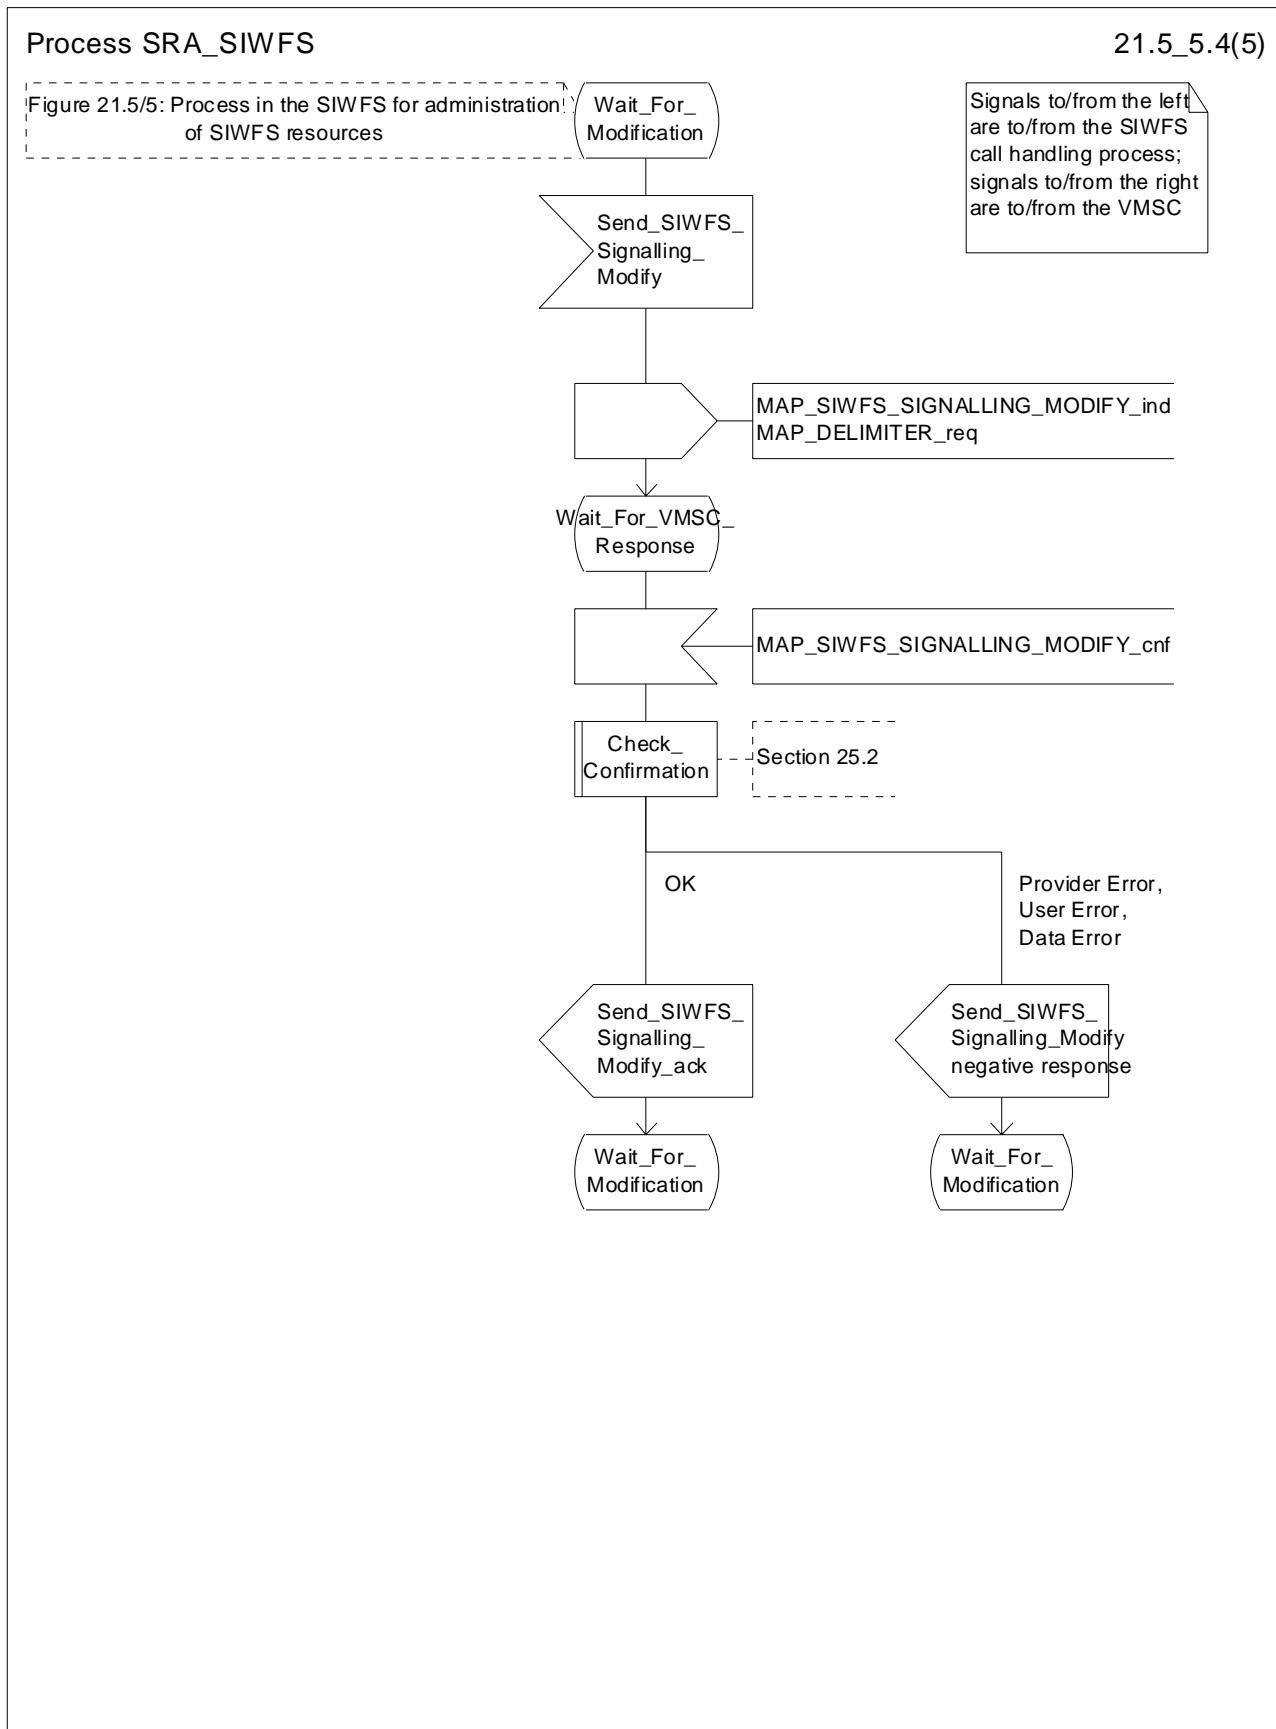 Process SRA_SIWFS
21.5_5.4(5)
Figure 21.5/5: Process in the SIWFS for administration
of SIWFS resources
Wait_For_
Modification
Signals to/from the left
are to/from the SIWFS
call handling process;
signals to/from the right
are to/from the VMSC
Send_SIWFS_
Signalling_
Modify
MAP_SIWFS_SIGNALLING_MODIFY_ind
MAP_DELIMITER_req
Wait_For_VMSC_
Response
MAP_SIWFS_SIGNALLING_MODIFY_cnf
Check_
Confirmation
Section 25.2
OK
Provider Error,
User Error,
Data Error
Send_SIWFS_
Signalling_
Modify_ack
Send_SIWFS_
Signalling_Modify
negative response
Wait_For_
Modification
Wait_For_
Modification